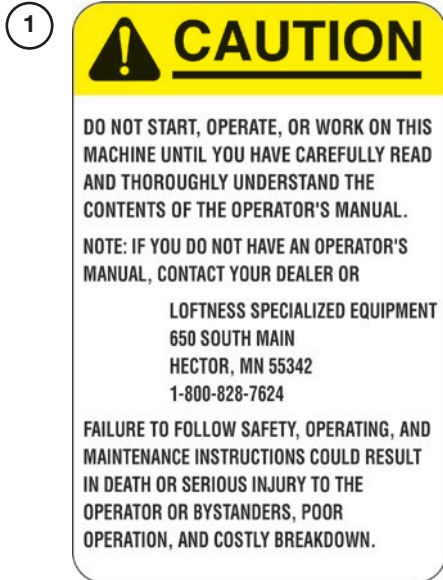 1
CAUTION
DO NOT START, OPERATE, OR WORK ON THIS
MACHINE UNTIL YOU HAVE CAREFULLY READ
AND THOROUGHLY UNDERSTAND THE
CONTENTS OF THE OPERATOR'S MANUAL.
NOTE: IF YOU DO NOT HAVE AN OPERATOR'S
MANUAL, CONTACT YOUR DEALER OR
LOFTNESS SPECIALIZED EQUIPMENT
650 SOUTH MAIN
HECTOR, MN 55342
1-800-828-7624
FAILURE TO FOLLOW SAFETY, OPERATING, AND
MAINTENANCE INSTRUCTIONS COULD RESULT
IN DEATH OR SERIOUS INJURY TO THE
OPERATOR OR BYSTANDERS, POOR
OPERATION, AND COSTLY BREAKDOWN.